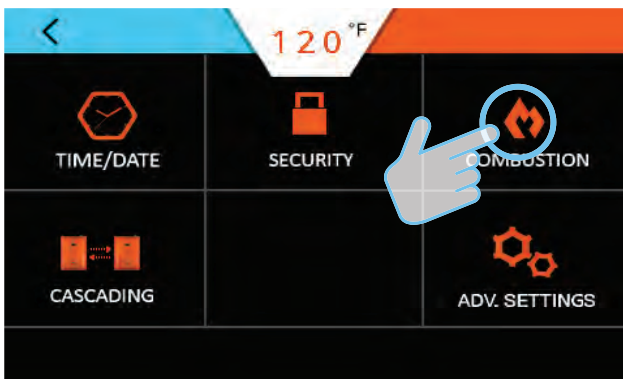 120 °F
TIME/DATE
SECURITY
COMBUSTION
CASCADING
ADV. SETTINGS